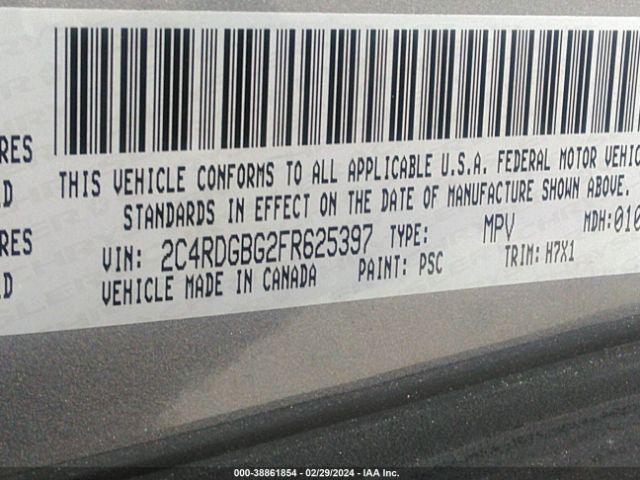 RES
D
RES
D
THIS VEHICLE CONFORMS TO ALL APPLICABLE U.S.A. FEDERAL MOTOR VEHIC
STANDARDS IN EFFECT ON THE DATE OF MANUFACTURE SHOWN ABOVE.
VIN: 2C4RDGBG2FR625397 TYPE: MPV MDH:010
VEHICLE MADE IN CANADA PAINT: PSC TRIM: H7X1
000-38861854 - 02/29/2024 - IAA Inc.